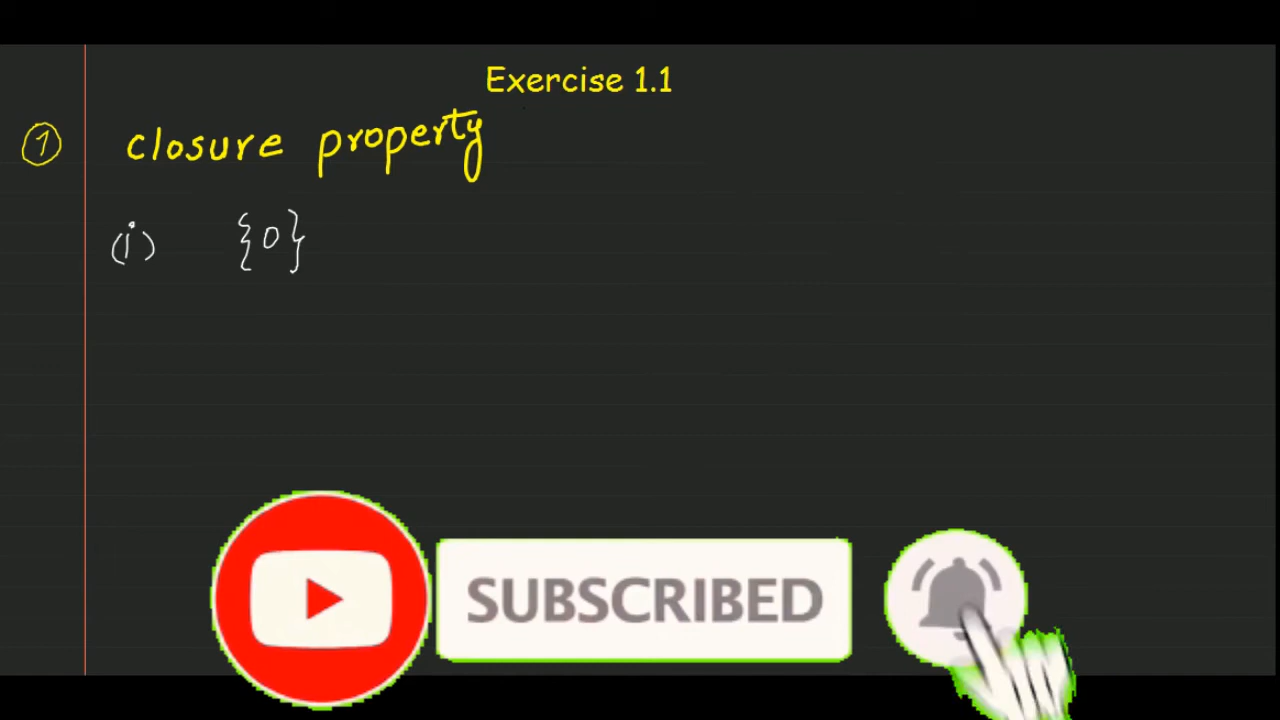 Exercise 1.1
① closure property
(i) {0}
SUBSCRIBED